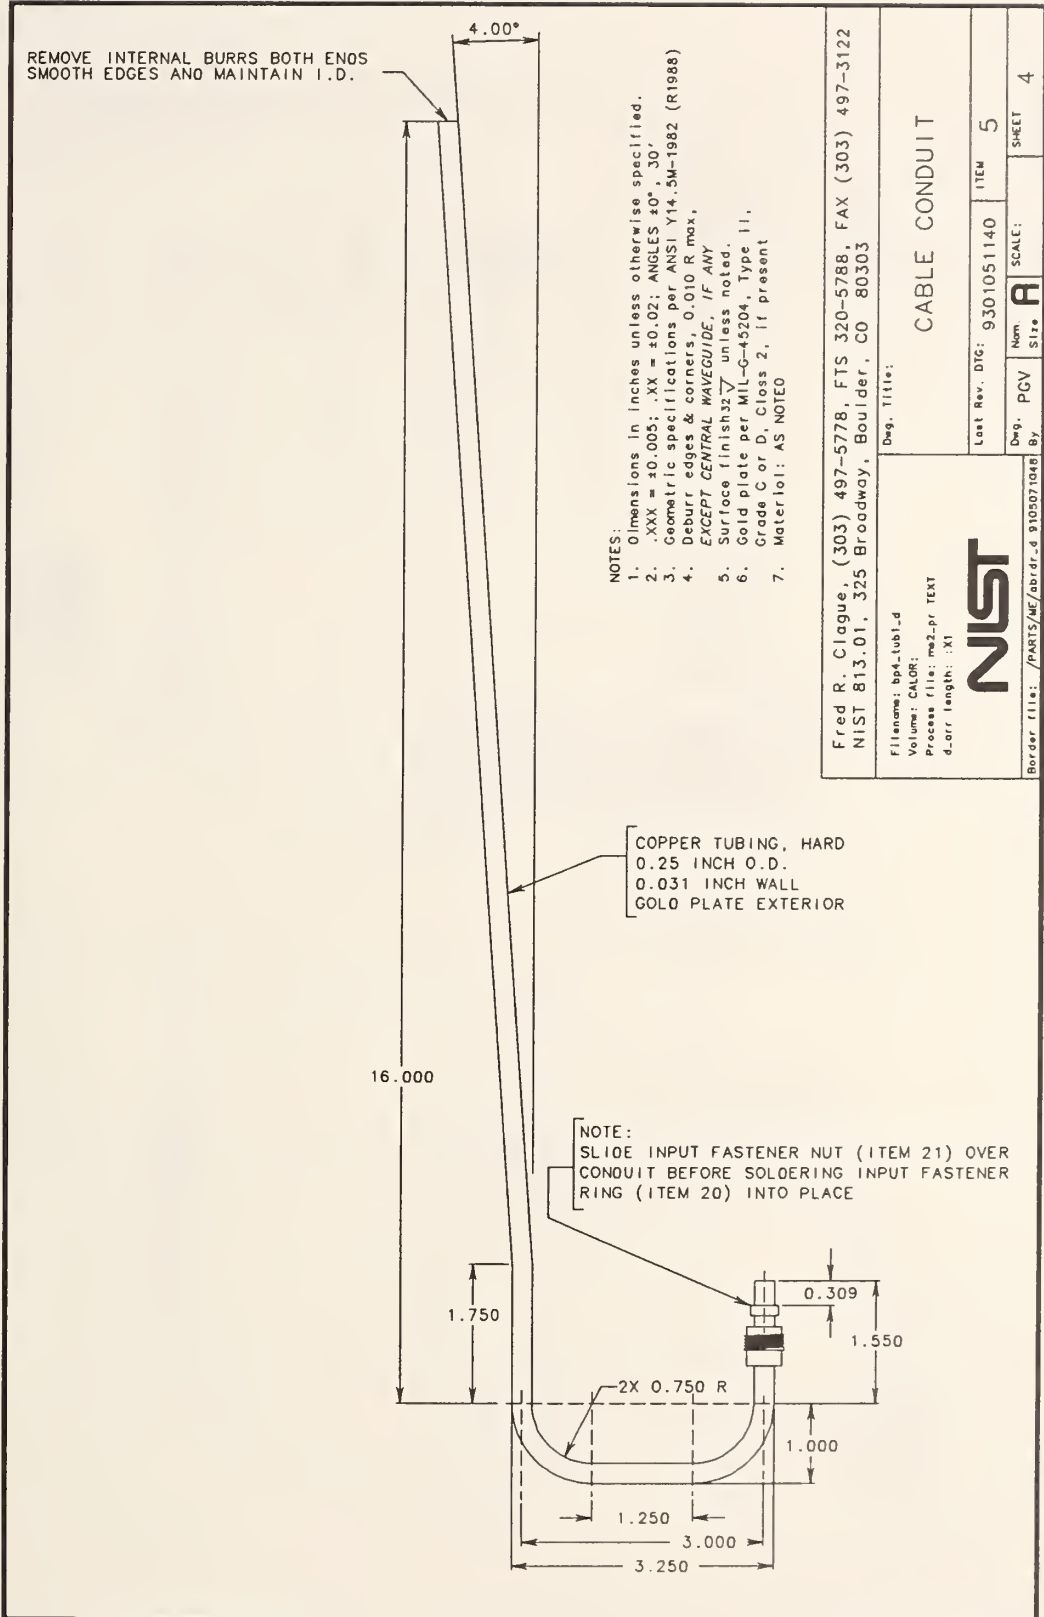 4.00°
REMOVE INTERNAL BURRS BOTH ENOS
SMOOTH EDGES ANO MAINTAIN I.D.
16.000
COPPER TUBING, HARD
0.25 INCH O.D.
0.031 INCH WALL
GOLO PLATE EXTERIOR
NOTE:
SLIOE INPUT FASTENER NUT (ITEM 21) OVER
CONOUIT BEFORE SOLOERING INPUT FASTENER
RING (ITEM 20) INTO PLACE
1.750
0.309
1.550
2X 0.750 R
1.000
1.250
3.000
3.250
NOTES:
1. Oimensions in inches unless otherwise specified.
2. .XXX = ±0.005; .XX = ±0.02; ANGLES ±0°, 30'
3. Geometric specifications per ANSI Y14.5M-1982 (R1988)
4. Deburr edges & corners, 0.010 R max,
EXCEPT CENTRAL WAVEGUIDE, IF ANY
5. Surfoce finish 32 unless noted.
6. Gold plate per MIL-G-45204, Type II,
Grade C or D, Closs 2, if present
7. Moteriol: AS NOTEO
Fred R. Clague, (303) 497-5778, FTS 320-5788, FAX (303) 497-3122
NIST 813.01, 325 Broadway, Boulder, CO 80303
Filename: bp4_tub1_d
Volume: CALOR:
Process file: me2_pr TEXT
d_arr length: :X1
NIST
Border file: /PARTS/ME/abrdr_d 9105071048
Dwg. Title:
CABLE CONDUIT
Last Rev. DTG: 9301051140
ITEM 5
Dwg. By PGV
Nom. Size A
SCALE:
SHEET 4